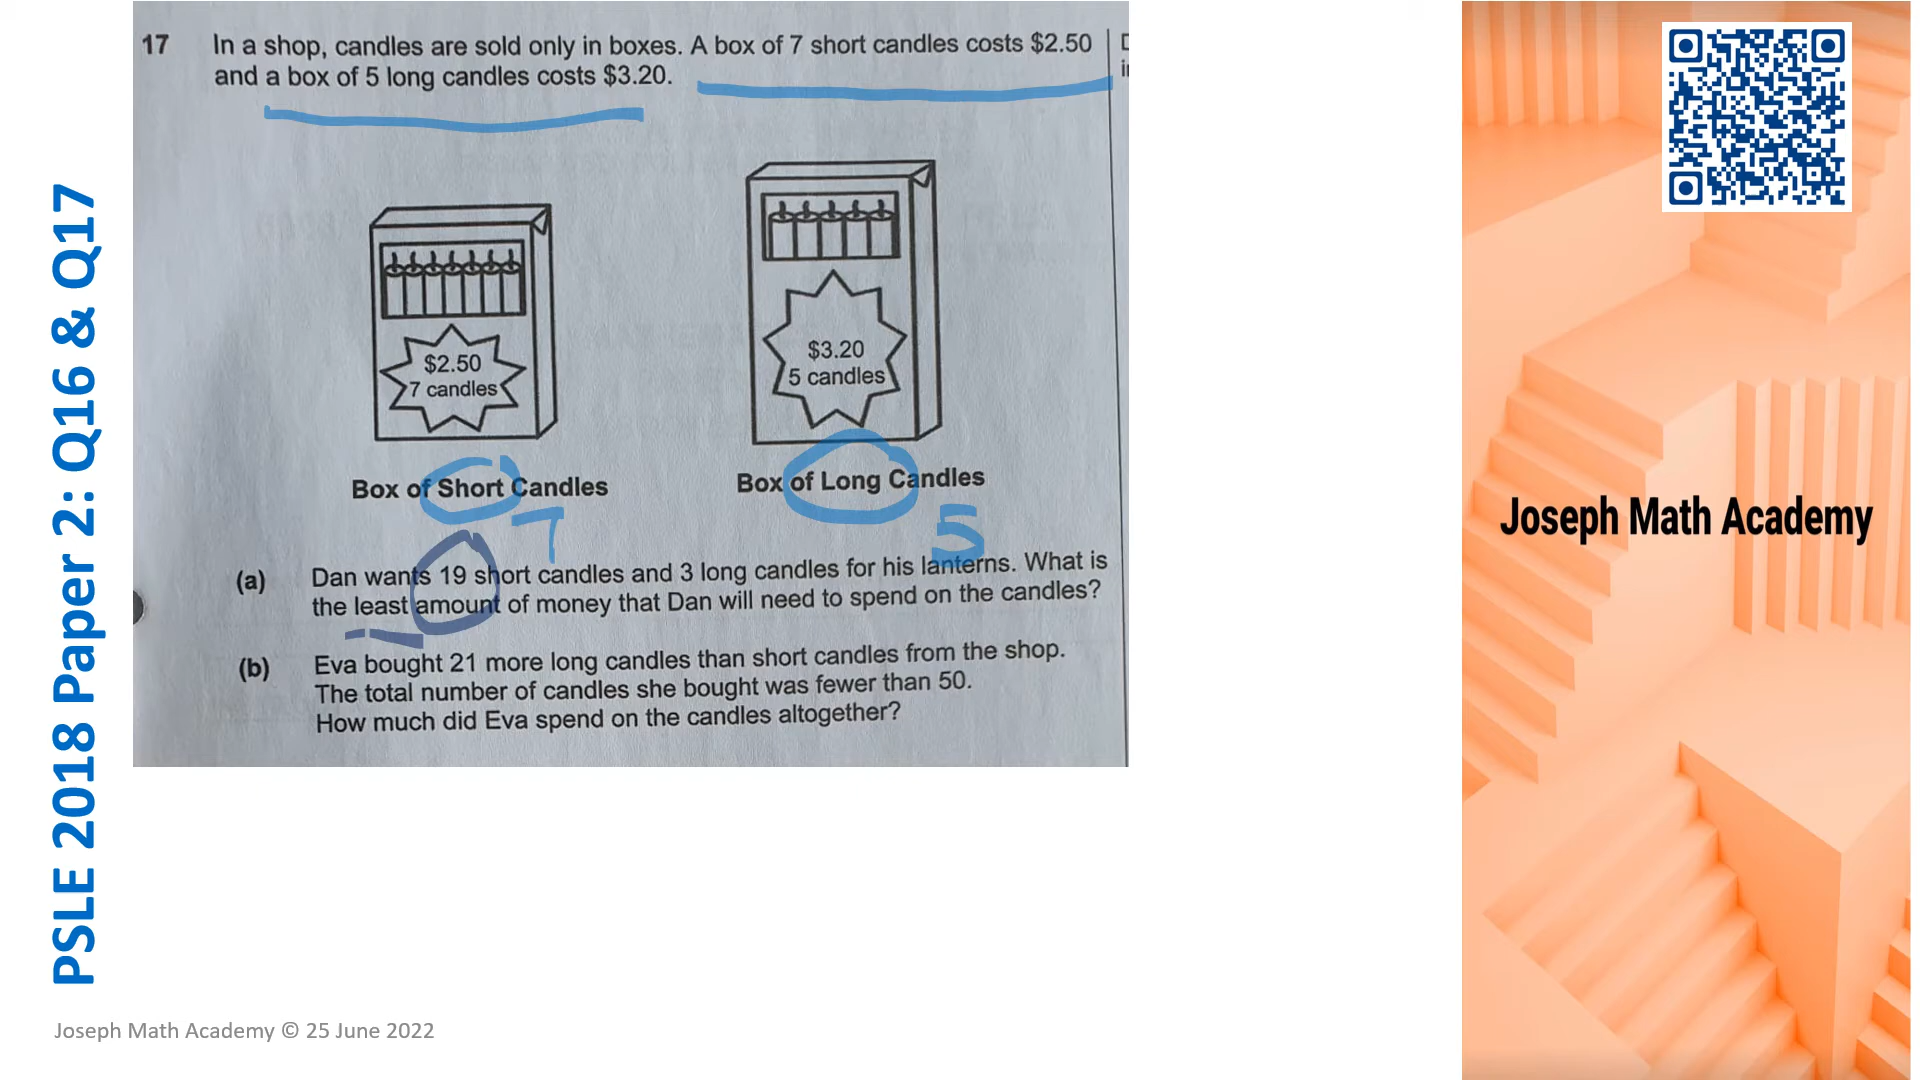 PSLE 2018 Paper 2: Q16 & Q17
17 In a shop, candles are sold only in boxes. A box of 7 short candles costs $2.50
and a box of 5 long candles costs $3.20.
$2.50
7 candles
$3.20
5 candles
Box of Short Candles
Box of Long Candles
7
5
(a) Dan wants 19 short candles and 3 long candles for his lanterns. What is
the least amount of money that Dan will need to spend on the candles?
(b) Eva bought 21 more long candles than short candles from the shop.
The total number of candles she bought was fewer than 50.
How much did Eva spend on the candles altogether?
Joseph Math Academy
Joseph Math Academy © 25 June 2022